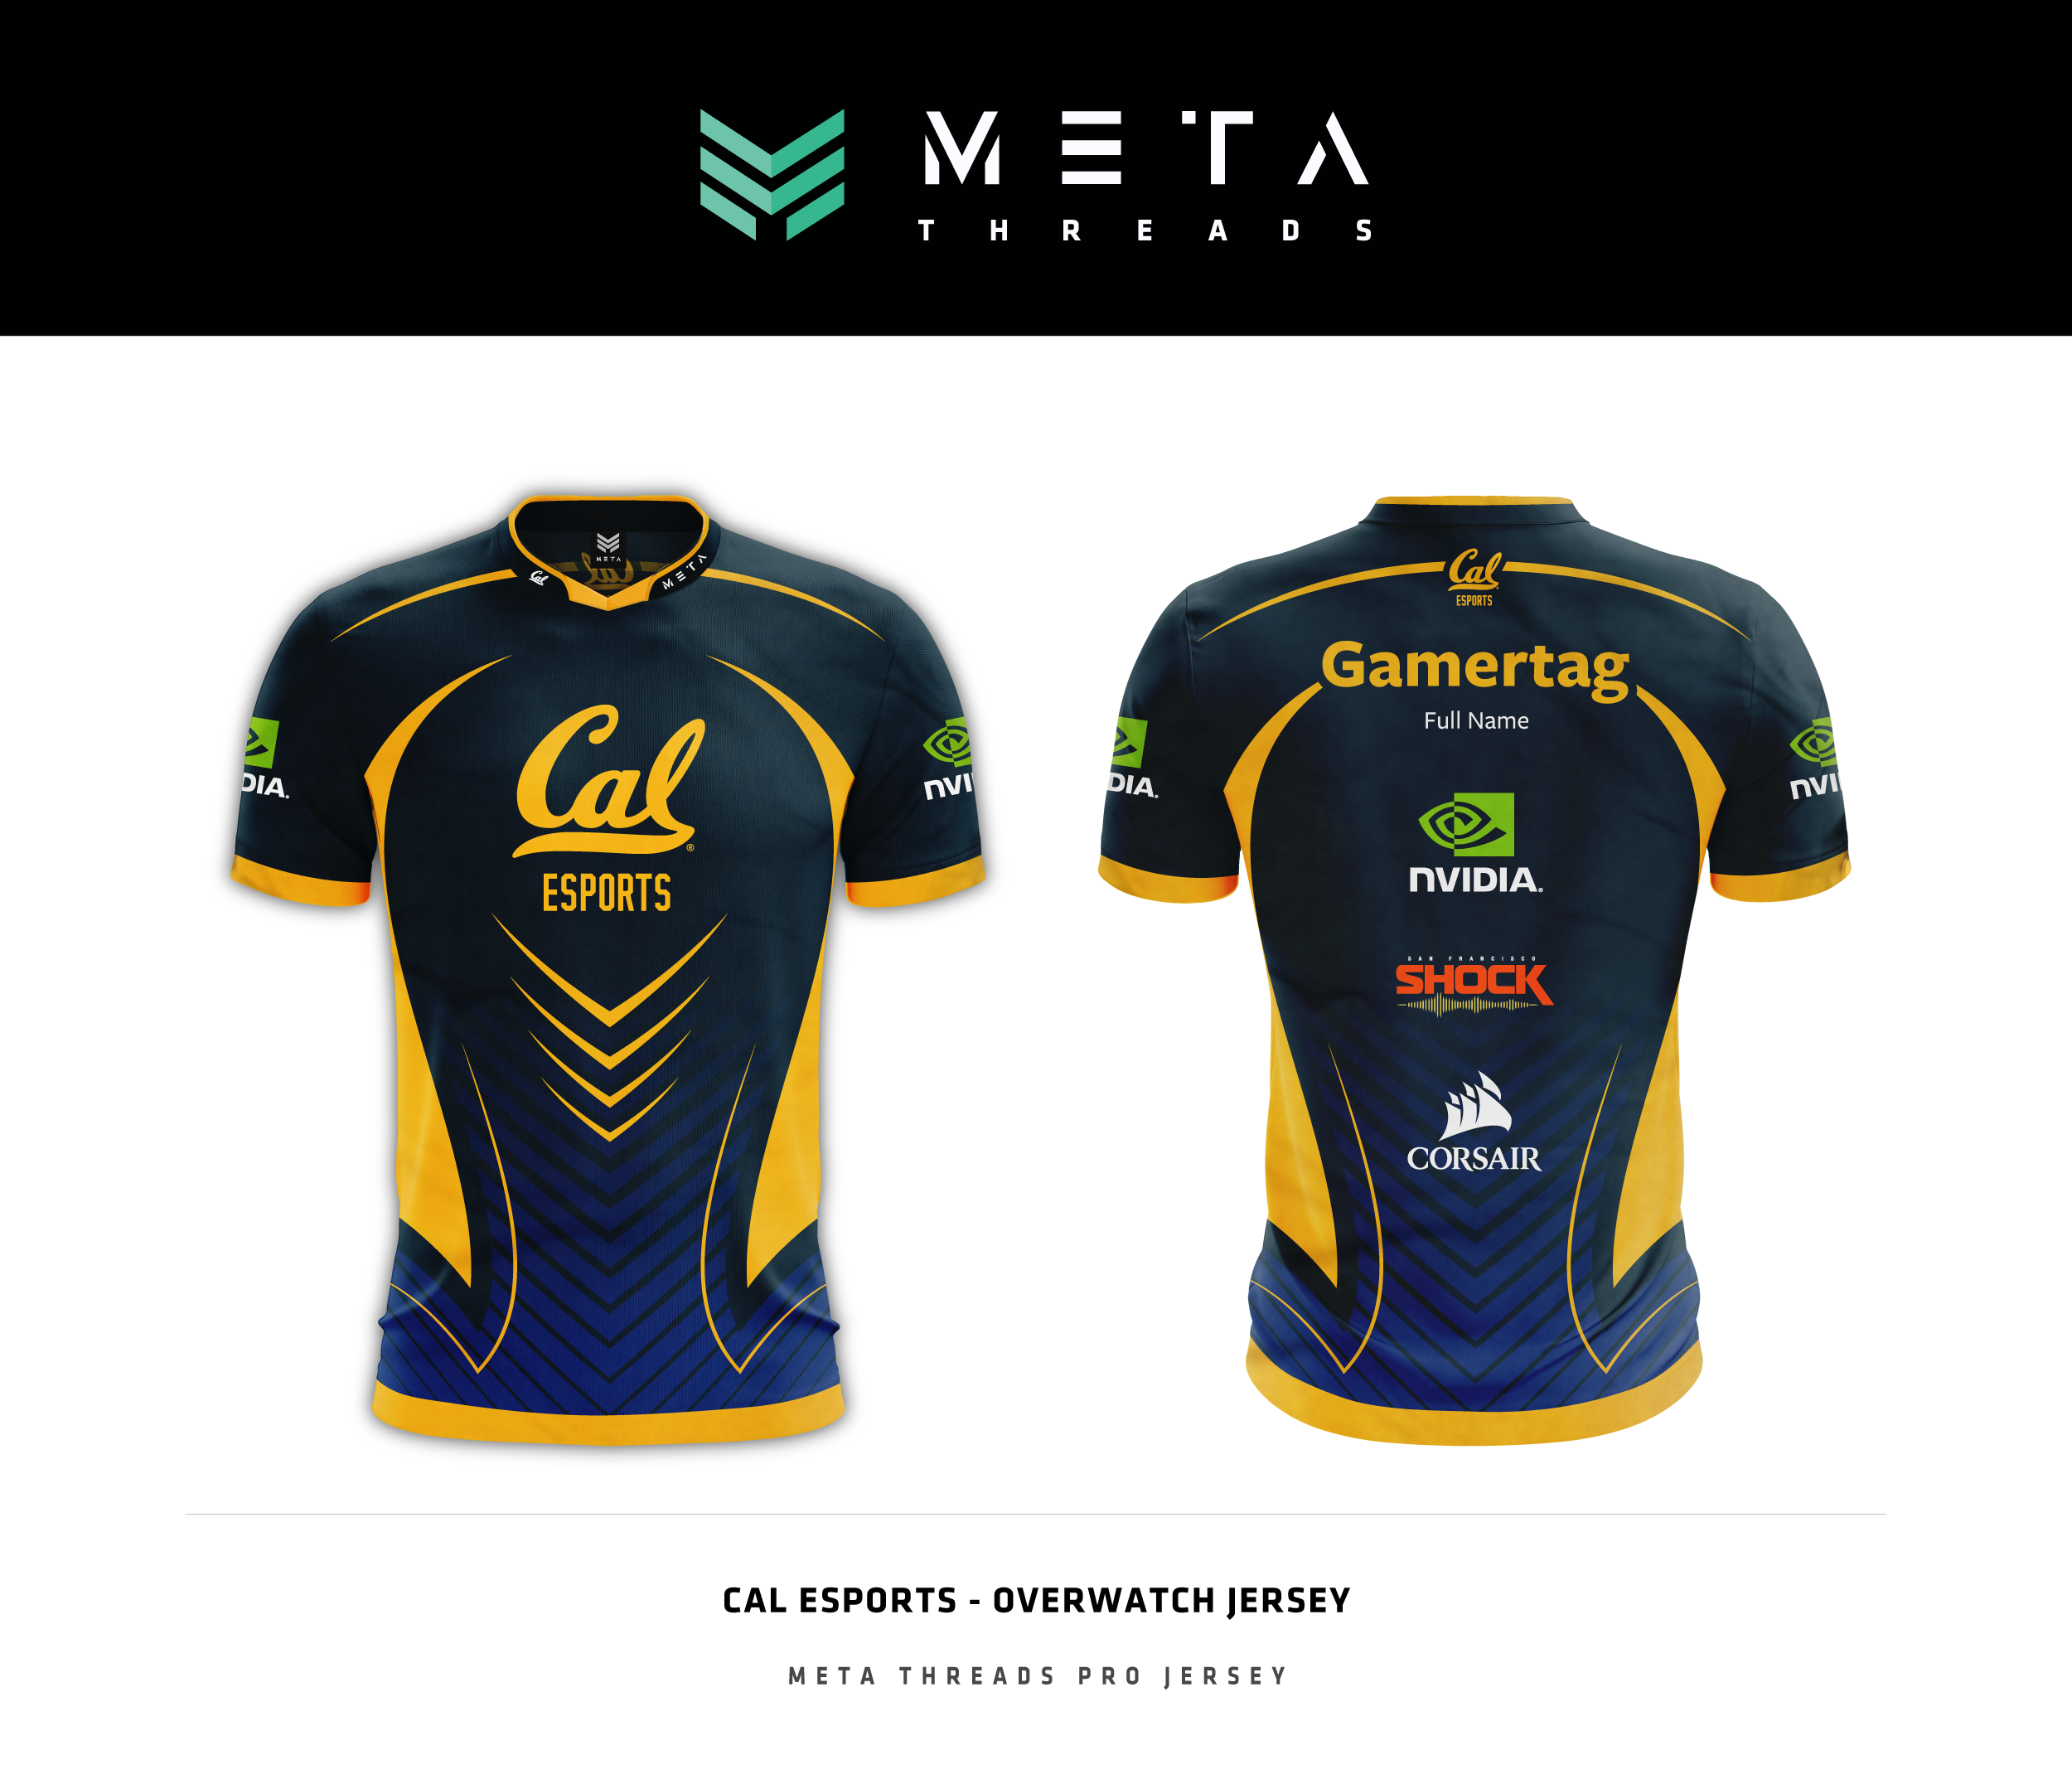 META
THREADS
META
Cal
META
Cal
DIA.
NVI
Cal®
ESPORTS
Cal
ESPORTS
Gamertag
Full Name
DIA.
NVI
NVIDIA.
SAN FRANCISCO
SHOCK
CORSAIR
CAL ESPORTS - OVERWATCH JERSEY
META THREADS PRO JERSEY